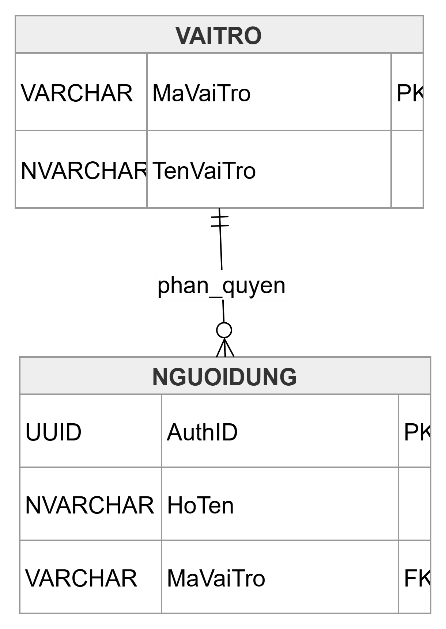 VAITRO
VARCHAR MaVaiTro PK
NVARCHAR TenVaiTro
phan_quyen
NGUOIDUNG
UUID AuthID PK
NVARCHAR HoTen
VARCHAR MaVaiTro FK